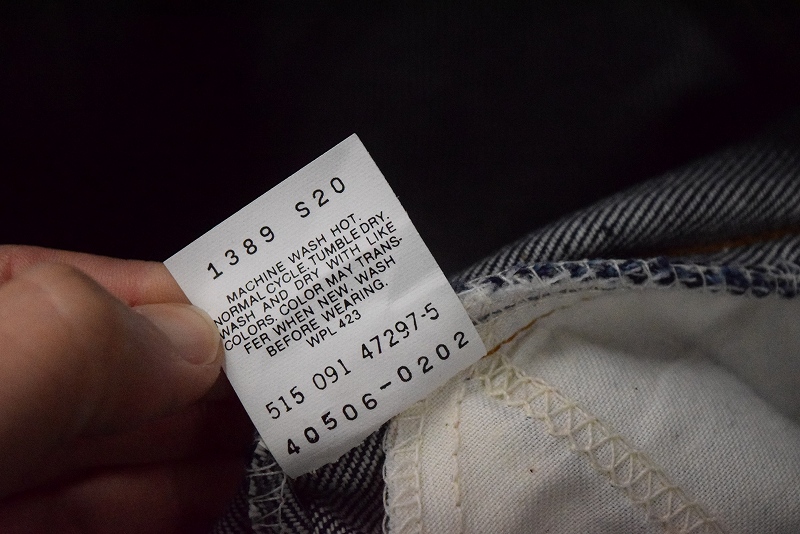 1389 S20
MACHINE WASH HOT.
NORMAL CYCLE, TUMBLE DRY.
WASH AND DRY WITH LIKE
COLORS. COLOR MAY TRANS-
FER WHEN NEW, WASH
BEFORE WEARING.
WPL 423
515 091 47297-5
40506-0202